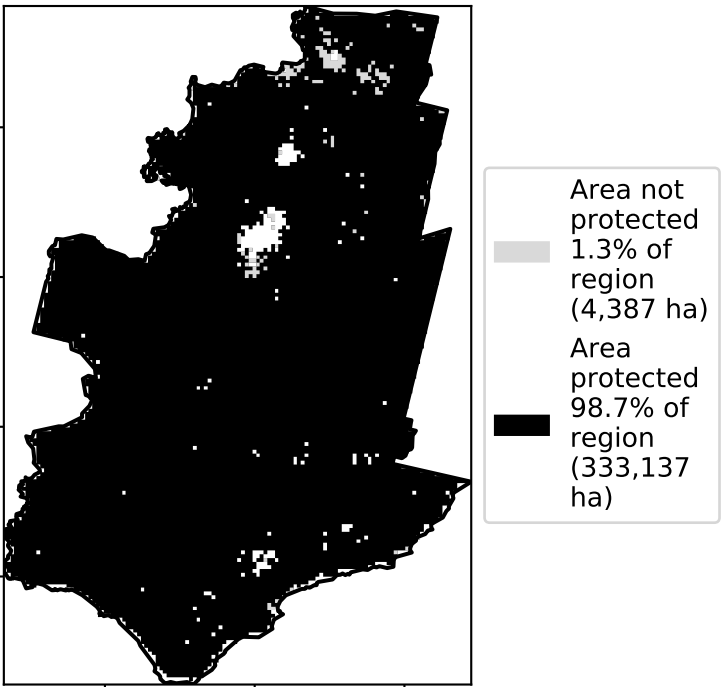 Area not
protected
1.3% of
region
(4,387 ha)
Area
protected
98.7% of
region
(333,137
ha)